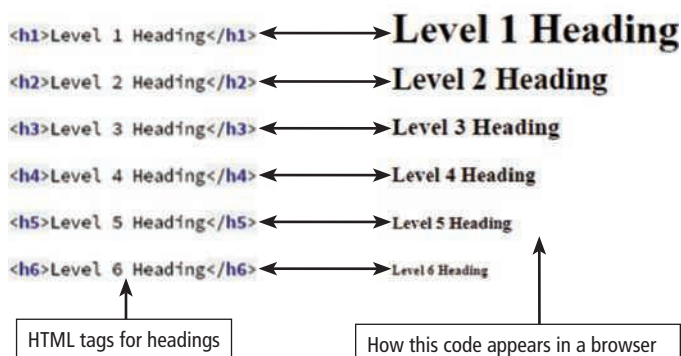 <h1>Level 1 Heading</h1> Level 1 Heading
<h2>Level 2 Heading</h2> Level 2 Heading
<h3>Level 3 Heading</h3> Level 3 Heading
<h4>Level 4 Heading</h4> Level 4 Heading
<h5>Level 5 Heading</h5> Level 5 Heading
<h6>Level 6 Heading</h6> Level 6 Heading
HTML tags for headings
How this code appears in a browser